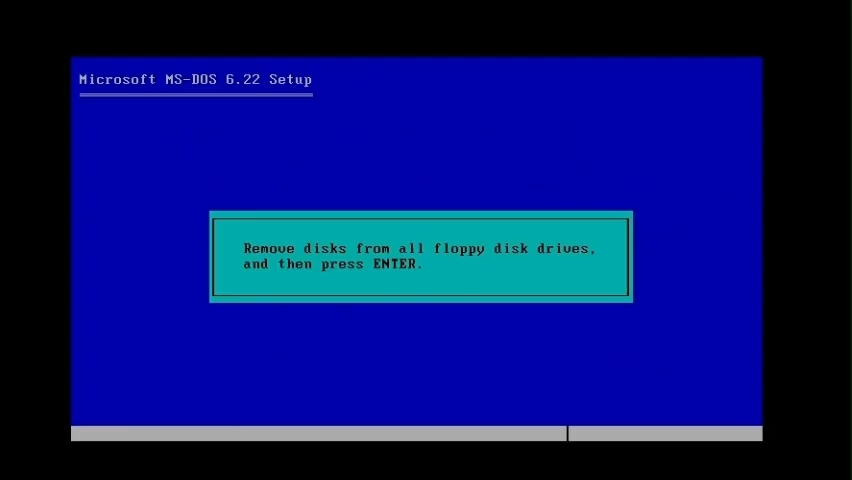 Microsoft MS-DOS 6.22 Setup
Remove disks from all floppy disk drives,
and then press ENTER.